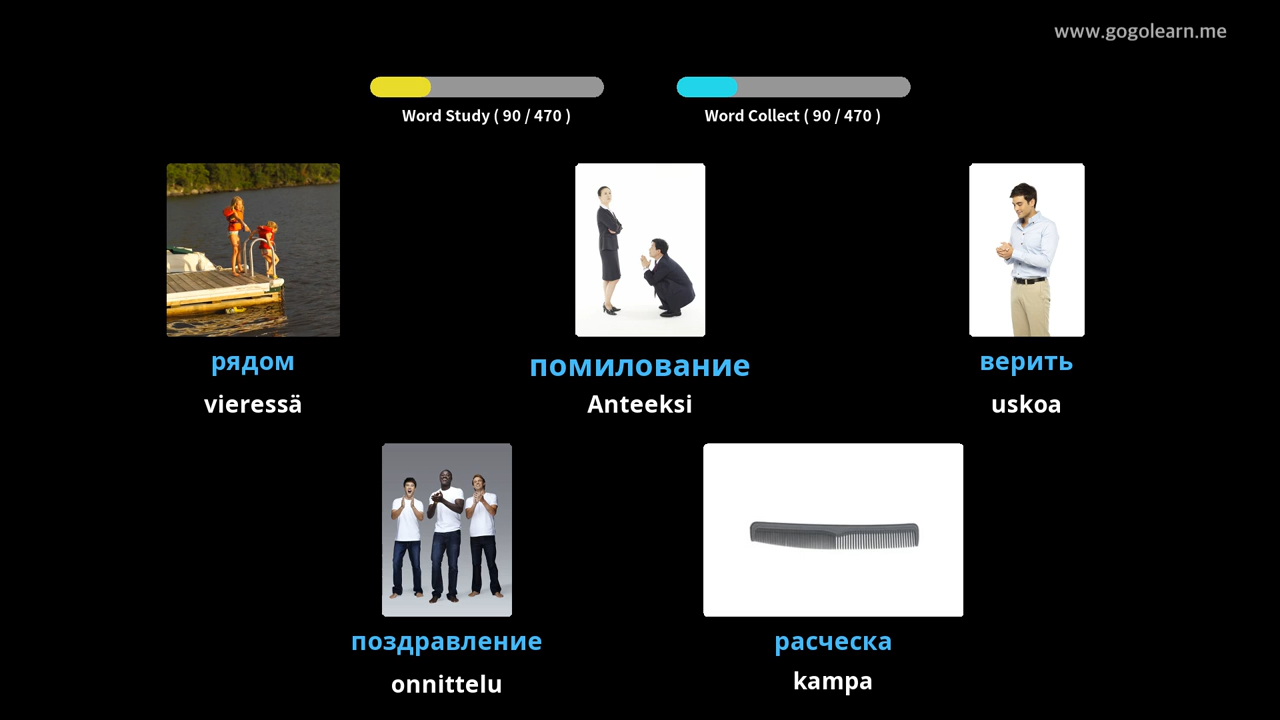 www.gogolearn.me
Word Study ( 90 / 470 )
Word Collect ( 90 / 470 )
рядом
vieressä
помилование
Anteeksi
верить
uskoa
поздравление
onnittelu
расческа
kampa